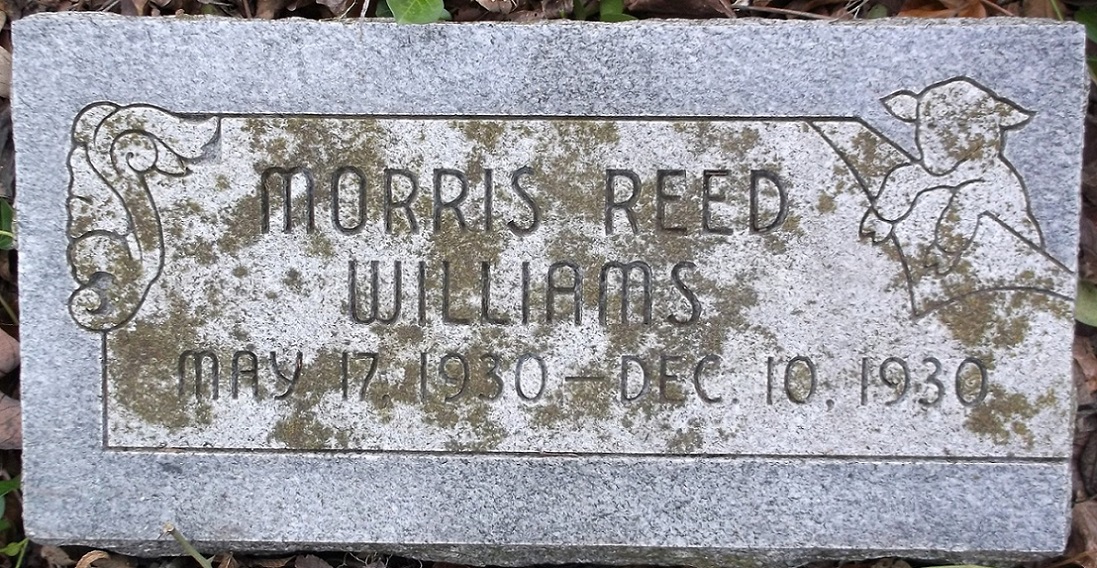 MORRIS REED
WILLIAMS
MAY 17, 1930 – DEC. 10, 1930